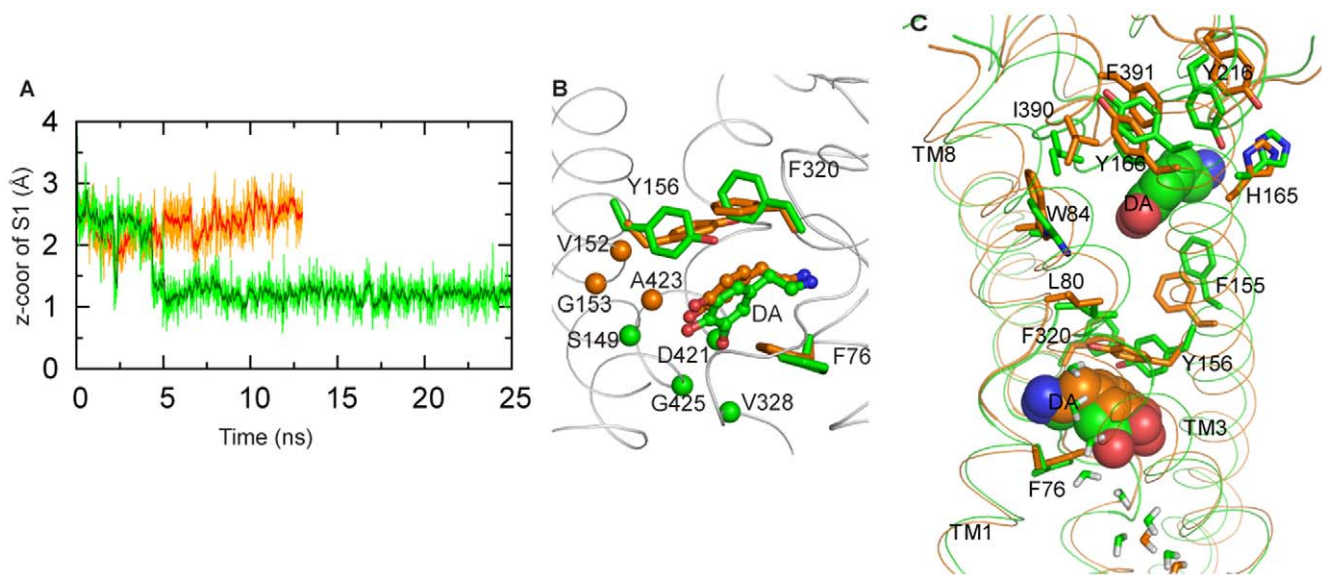 A
z-coor of S1 (Å)
4
3
2
1
0
0 5 10 15 20 25
Time (ns)
B
F320
Y156
V152
A423
G153
DA
S149
D421
F76
G425
V328
C
F391
Y216
I390
TM8
Y166
H165
DA
W84
F155
L80
F320
Y156
DA
TM3
F76
TM1